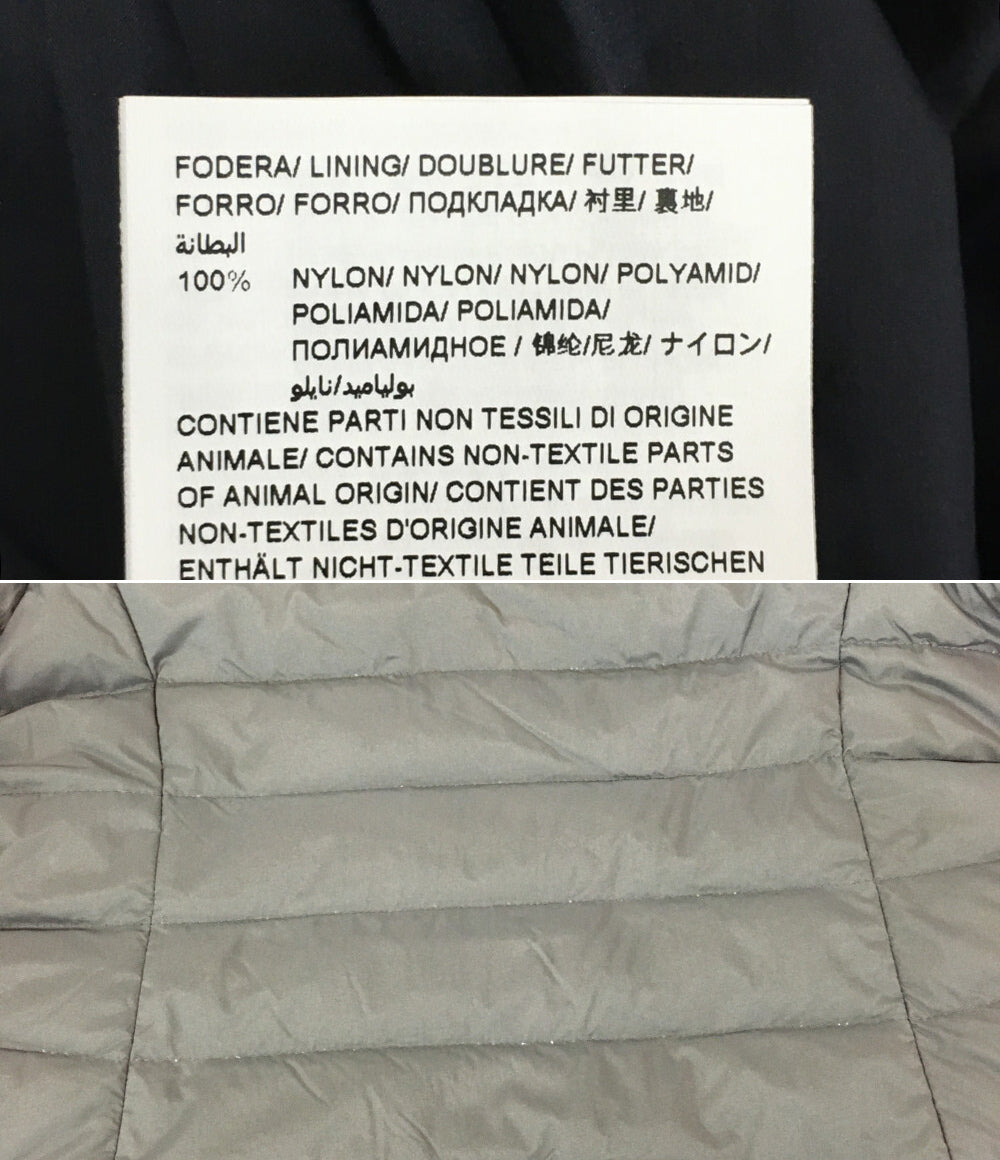 FODERA/ LINING/ DOUBLURE/ FUTTER/
FORRO/ FORRO/ ПОДКЛАДКА/ 衬里/ 裏地/
البطانة
100% NYLON/ NYLON/ NYLON/ POLYAMID/
POLIAMIDA/ POLIAMIDA/
ПОЛИАМИДНОЕ / 锦纶/尼龙/ ナイロン/
بولياميد/نايلو
CONTIENE PARTI NON TESSILI DI ORIGINE
ANIMALE/ CONTAINS NON-TEXTILE PARTS
OF ANIMAL ORIGIN/ CONTIENT DES PARTIES
NON-TEXTILES D'ORIGINE ANIMALE/
ENTHÄLT NICHT-TEXTILE TEILE TIERISCHEN